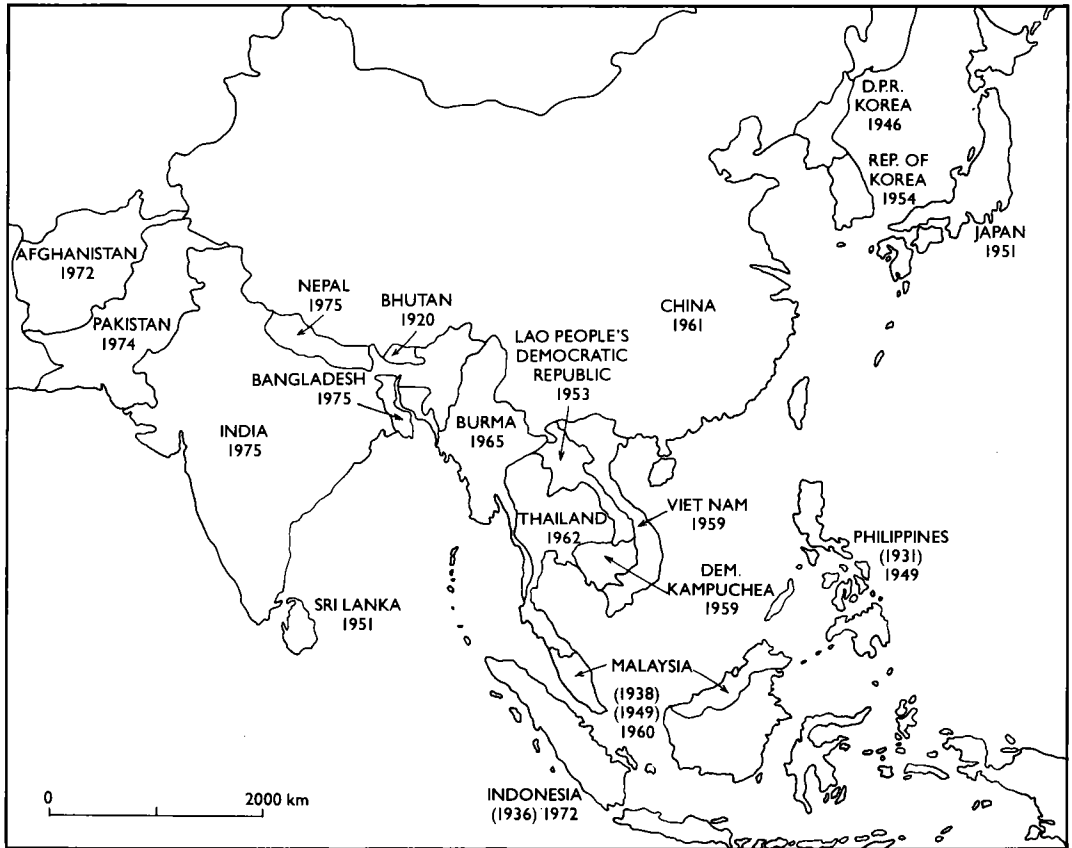 D.P.R.
KOREA
1946
REP. OF
KOREA
1954
JAPAN
1951
AFGHANISTAN
1972
PAKISTAN
1974
NEPAL
1975
BHUTAN
1920
CHINA
1961
LAO PEOPLE'S
DEMOCRATIC
REPUBLIC
1953
BANGLADESH
1975
INDIA
1975
BURMA
1965
THAILAND
1962
VIET NAM
1959
DEM.
KAMPUCHEA
1959
PHILIPPINES
(1931)
1949
SRI LANKA
1951
MALAYSIA
(1938)
(1949)
1960
INDONESIA
(1936) 1972
0 2000 km